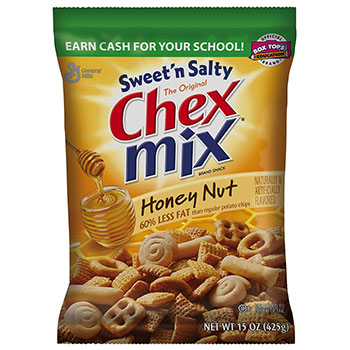 EARN CASH FOR YOUR SCHOOL!
OFFICIAL
BOX TOPS
EDUCATION
BRAND
General
Mills
Sweet'n Salty
The Original
Chex
mix®
BRAND SNACK
Honey Nut
NATURALLY &
ARTIFICIALLY
FLAVORED
60% LESS FAT than regular potato chips
NET WT 15 OZ (425g)